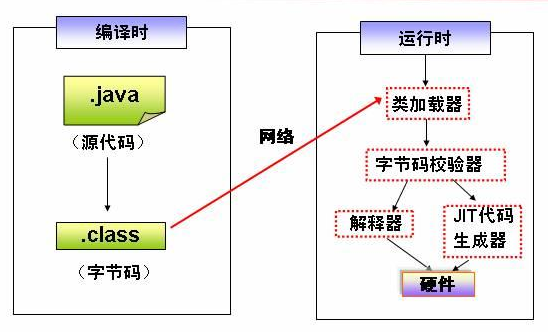 编译时
.java
（源代码）
.class
（字节码）
网络
运行时
类加载器
字节码校验器
解释器
JIT代码
生成器
硬件